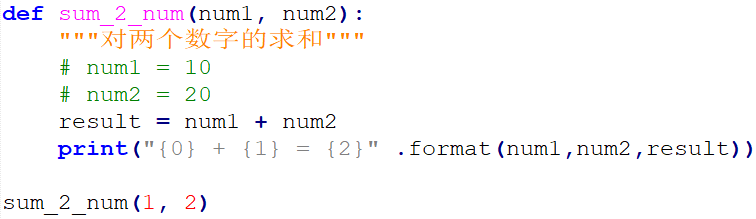 def sum_2_num(num1, num2):
    """对两个数字的求和"""
    # num1 = 10
    # num2 = 20
    result = num1 + num2
    print("{0} + {1} = {2}" .format(num1,num2,result))
sum_2_num(1, 2)